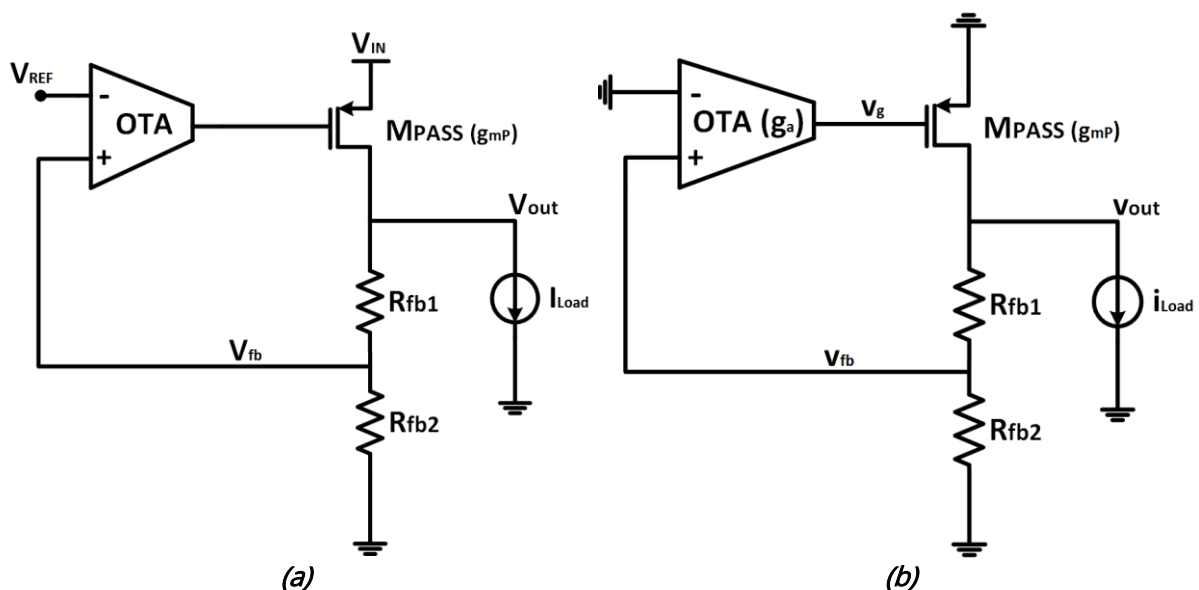 VIN
VREF
-
OTA
+
MPASS (gmP)
Vout
Rfb1
ILoad
Vfb
Rfb2
(a)
-
OTA (ga)
+
vg
MPASS (gmP)
vout
Rfb1
iLoad
vfb
Rfb2
(b)